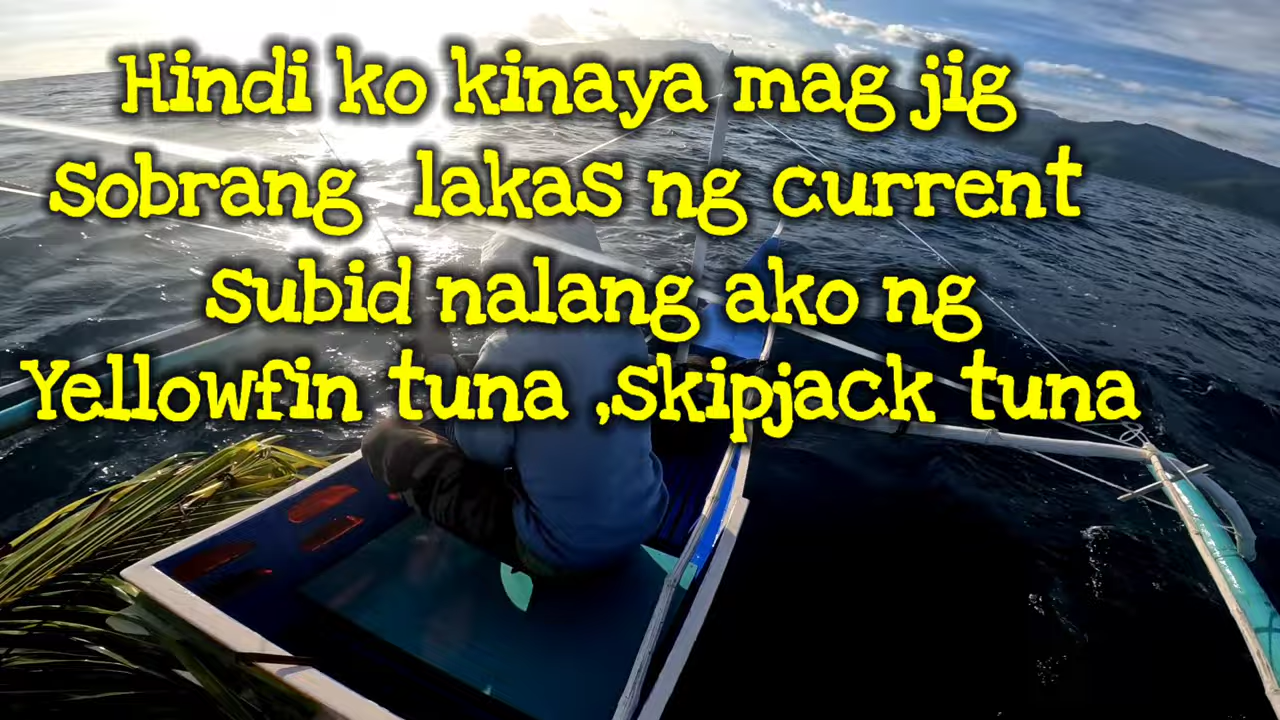 Hindi ko kinaya mag jig
sobrang lakas ng current
subid nalang ako ng
Yellowfin tuna ,skipjack tuna